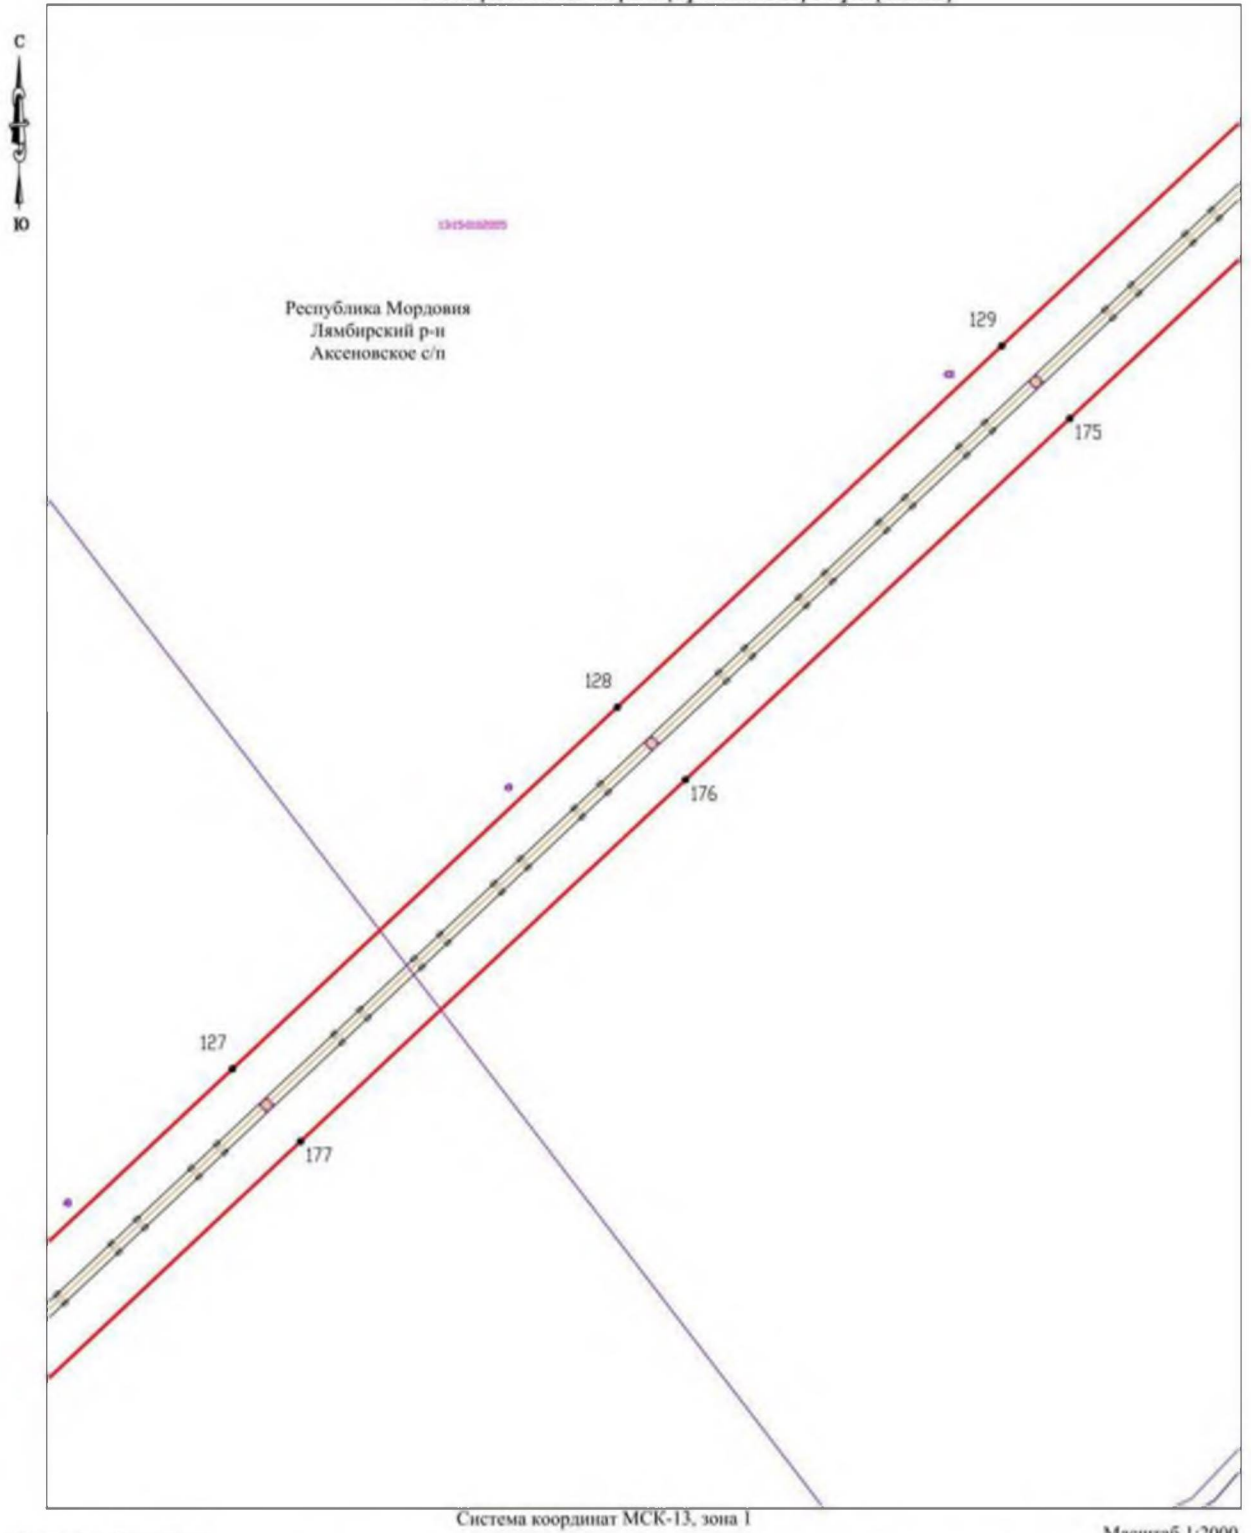 С
Ю
Республика Мордовия
Лямбирский р-н
Аксеновское с/п
129
175
128
176
127
177
Система координат МСК-13, зона 1
Масштаб 1:2000